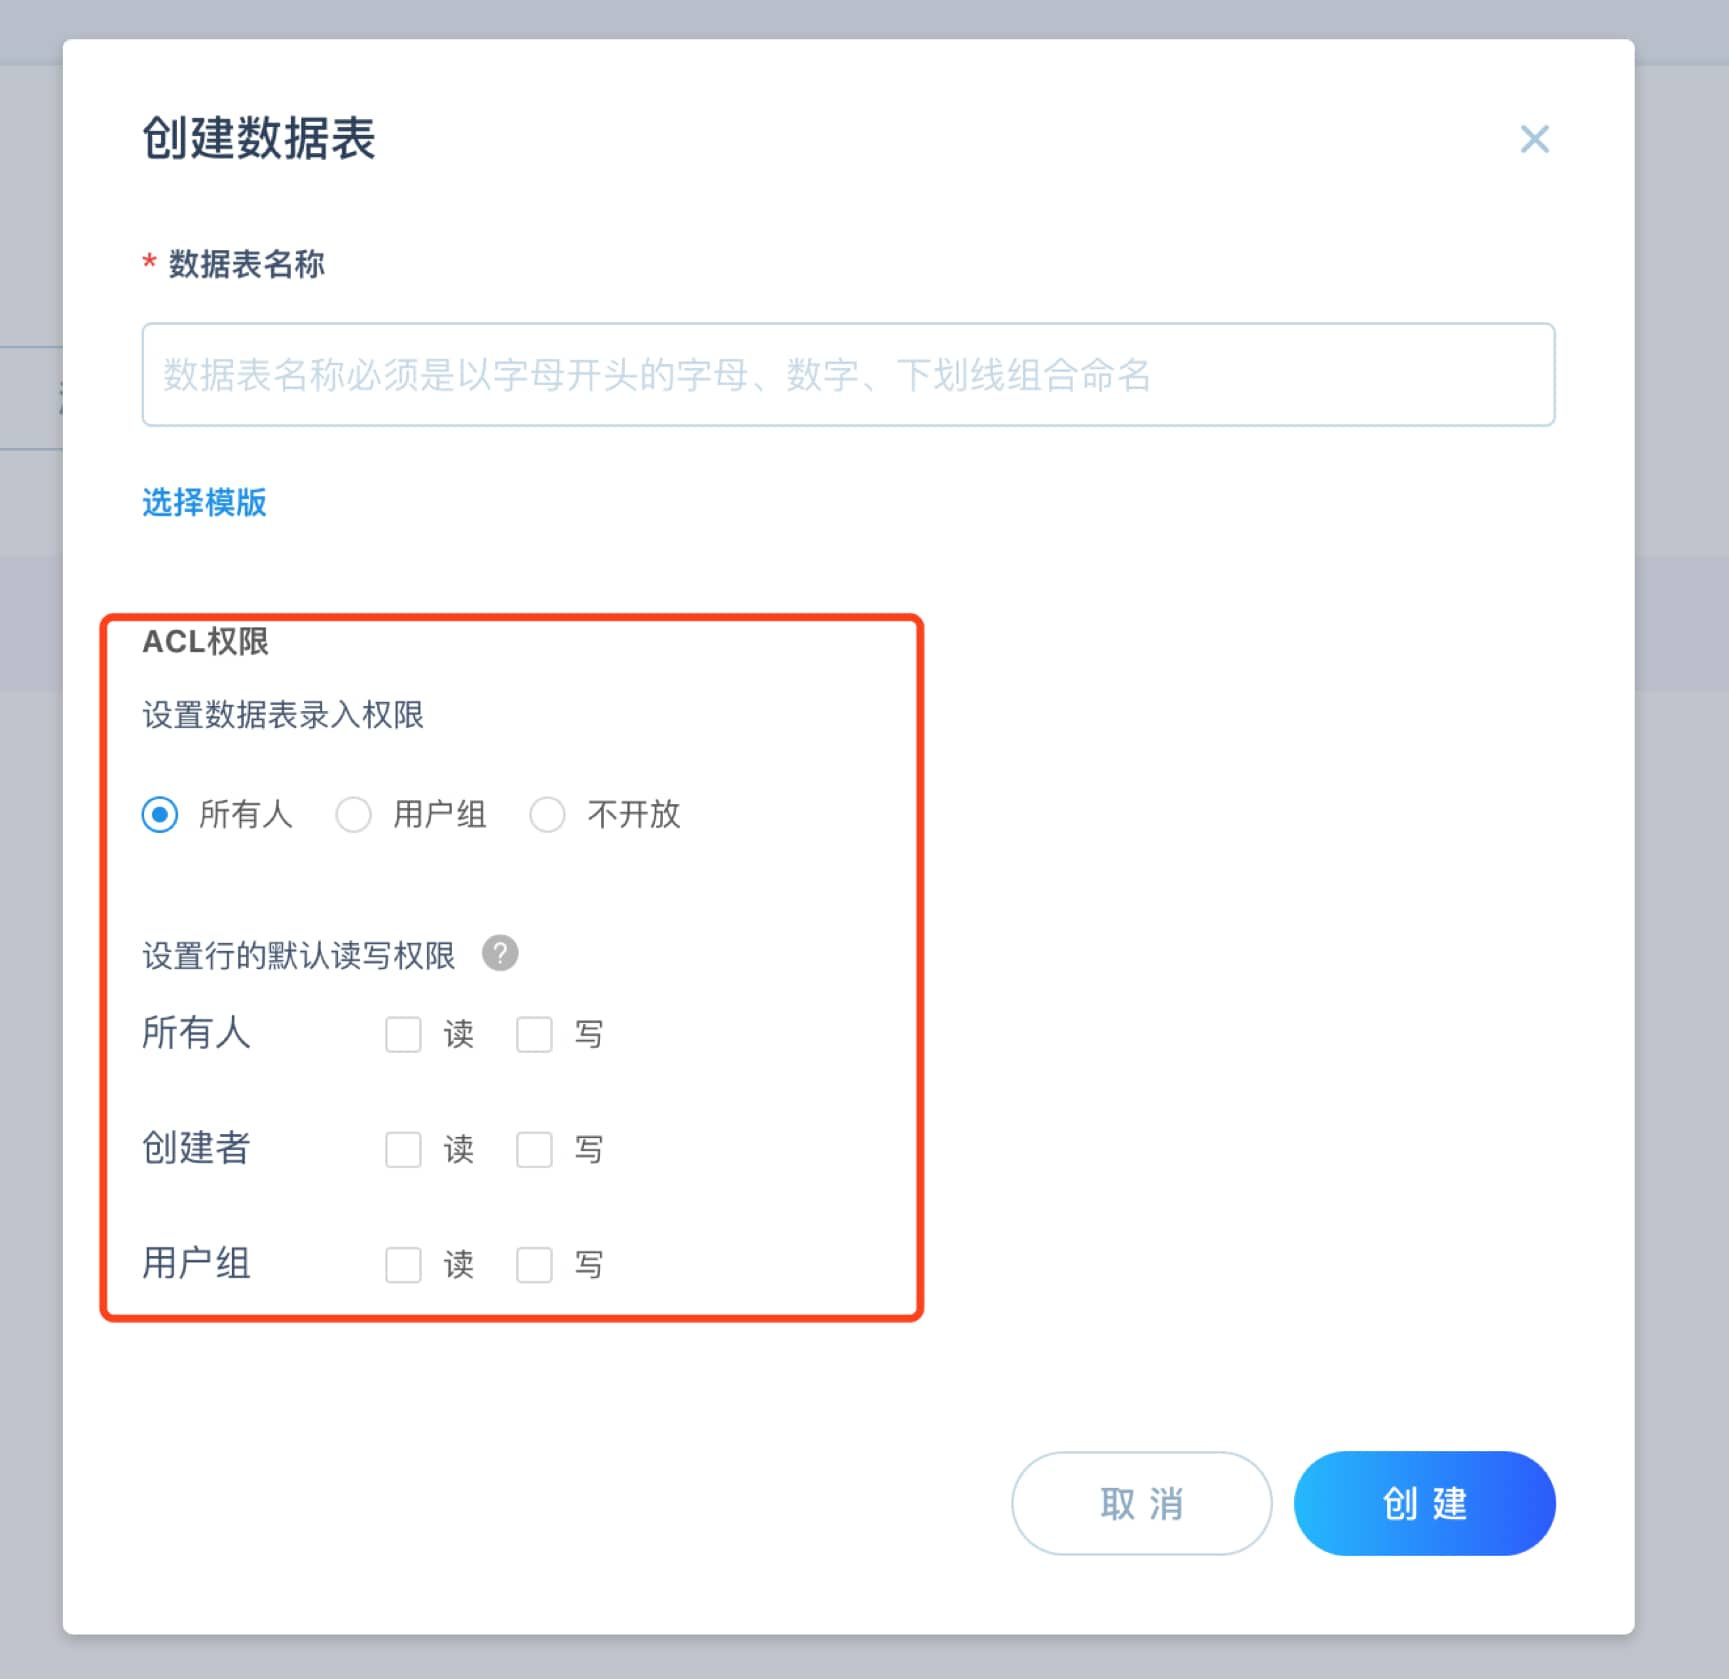 创建数据表
* 数据表名称
数据表名称必须是以字母开头的字母、数字、下划线组合命名
选择模版
ACL权限
设置数据表录入权限
所有人 用户组 不开放
设置行的默认读写权限 ?
所有人 读 写
创建者 读 写
用户组 读 写
取 消 创 建